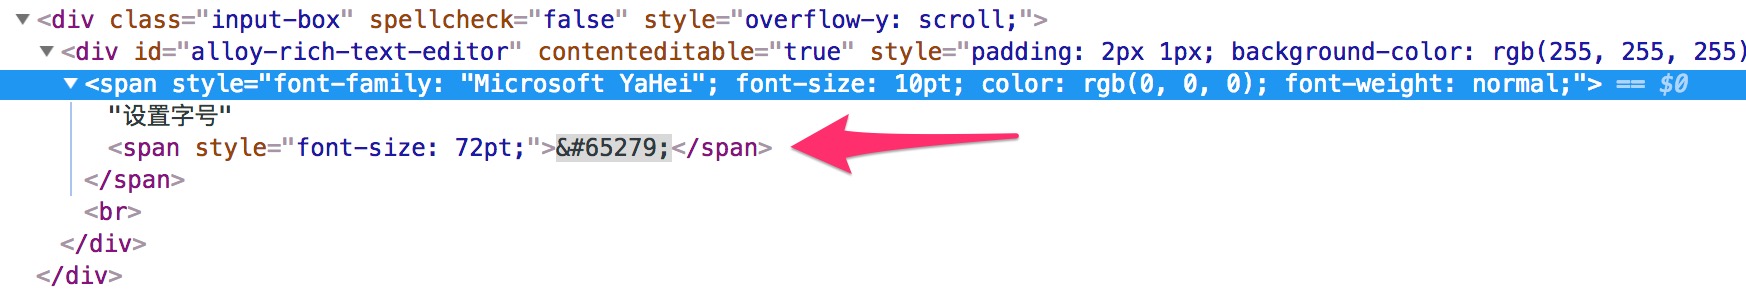 ▼<div class="input-box" spellcheck="false" style="overflow-y: scroll;">
▼<div id="alloy-rich-text-editor" contenteditable="true" style="padding: 2px 1px; background-color: rgb(255, 255, 255)
▼<span style="font-family: "Microsoft YaHei"; font-size: 10pt; color: rgb(0, 0, 0); font-weight: normal;"> == $0
"设置字号"
<span style="font-size: 72pt;">&#65279;</span>
</span>
<br>
</div>
</div>